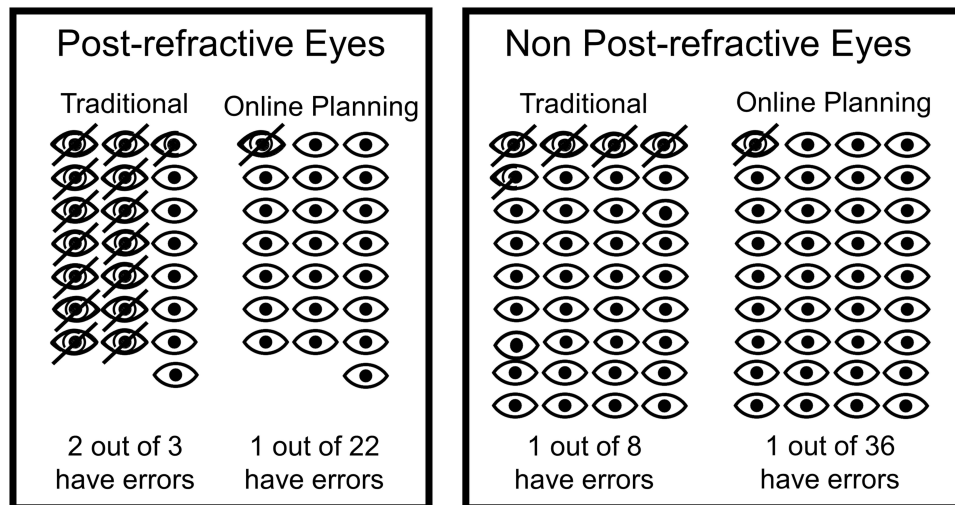 Post-refractive Eyes
Traditional
Online Planning
2 out of 3
have errors
1 out of 22
have errors
Non Post-refractive Eyes
Traditional
Online Planning
1 out of 8
have errors
1 out of 36
have errors